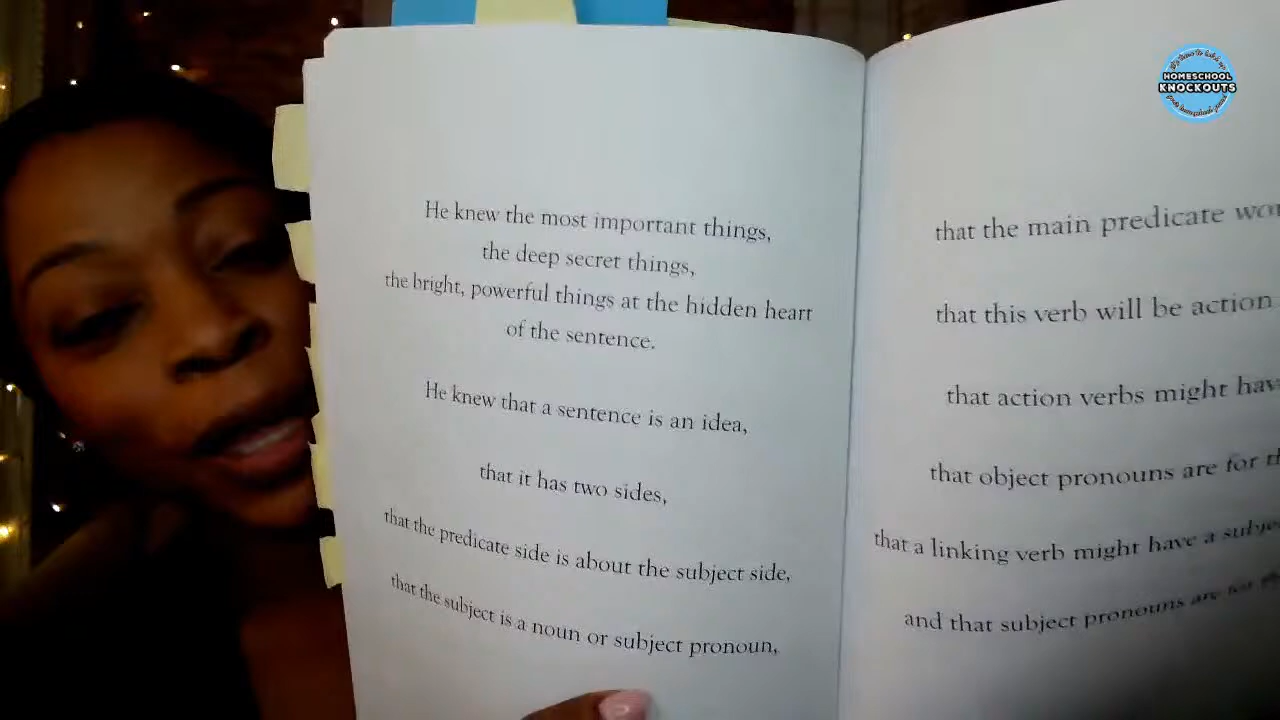 He knew the most important things,
the deep secret things,
the bright, powerful things at the hidden heart
of the sentence.
He knew that a sentence is an idea,
that it has two sides,
that the predicate side is about the subject side,
that the subject is a noun or subject pronoun,
that the main predicate
that this verb will be action
that action verbs might
that object pronouns are for
that a linking verb might have a
and that subject pronouns are for
HOMESCHOOL
KNOCKOUTS